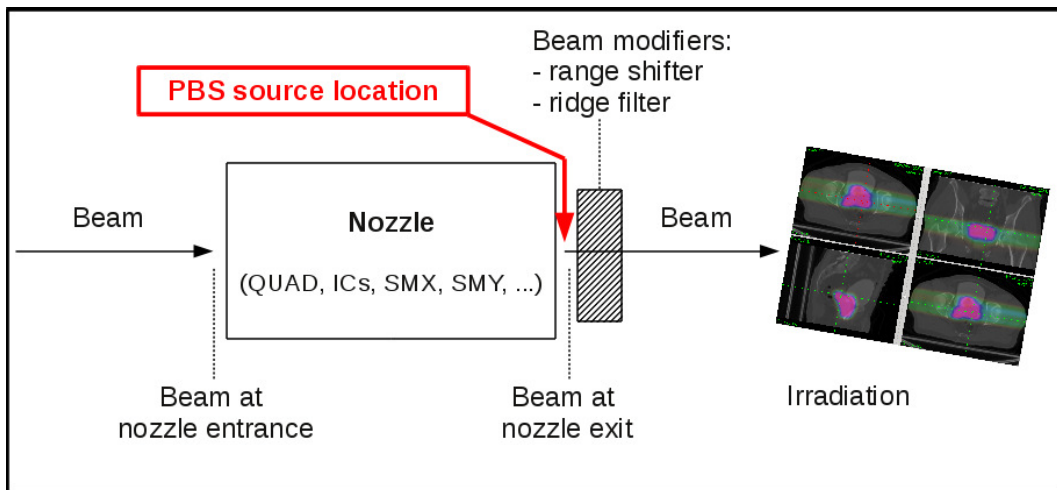 Beam modifiers:
- range shifter
- ridge filter
PBS source location
Beam
Nozzle
(QUAD, ICs, SMX, SMY, ...)
Beam
Beam at
nozzle entrance
Beam at
nozzle exit
Irradiation